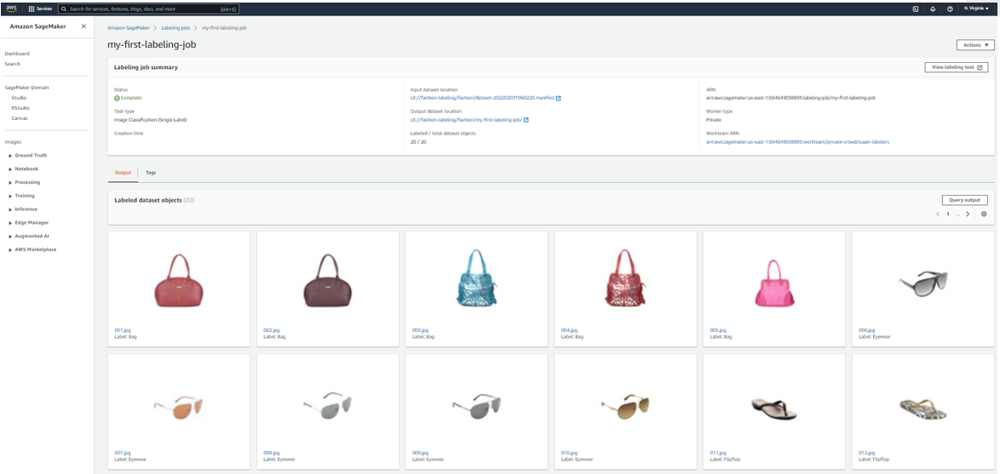 aws Services Search for services, features, blogs, docs, and more [Alt+S] N. Virginia
Amazon SageMaker
Dashboard
Search
SageMaker Domain
Studio
RStudio
Canvas
Images
Ground Truth
Notebook
Processing
Training
Inference
Edge Manager
Augmented AI
AWS Marketplace
Amazon SageMaker > Labeling jobs > my-first-labeling-job
my-first-labeling-job
Actions
Labeling job summary
View labeling tool
Status
Complete
Task type
Image Classification (Single Label)
Creation time
Input dataset location
s3://fashion-labeling/fashion/dataset-20220203T060220.manifest
Output dataset location
s3://fashion-labeling/fashion/my-first-labeling-job/
Labeled / total dataset objects
20 / 20
ARN
arn:aws:sagemaker:us-east-1:694649038895:labeling-job/my-first-labeling-job
Worker type
Private
Workteam ARN
arn:aws:sagemaker:us-east-1:694649038895:workteam/private-crowd/super-labelers
Output Tags
Labeled dataset objects (20)
Query output
< 1 ... >
001.jpg
Label: Bag
002.jpg
Label: Bag
003.jpg
Label: Bag
004.jpg
Label: Bag
005.jpg
Label: Bag
006.jpg
Label: Eyewear
007.jpg
Label: Eyewear
008.jpg
Label: Eyewear
009.jpg
Label: Eyewear
010.jpg
Label: Eyewear
011.jpg
Label: Flipflop
012.jpg
Label: Flipflop